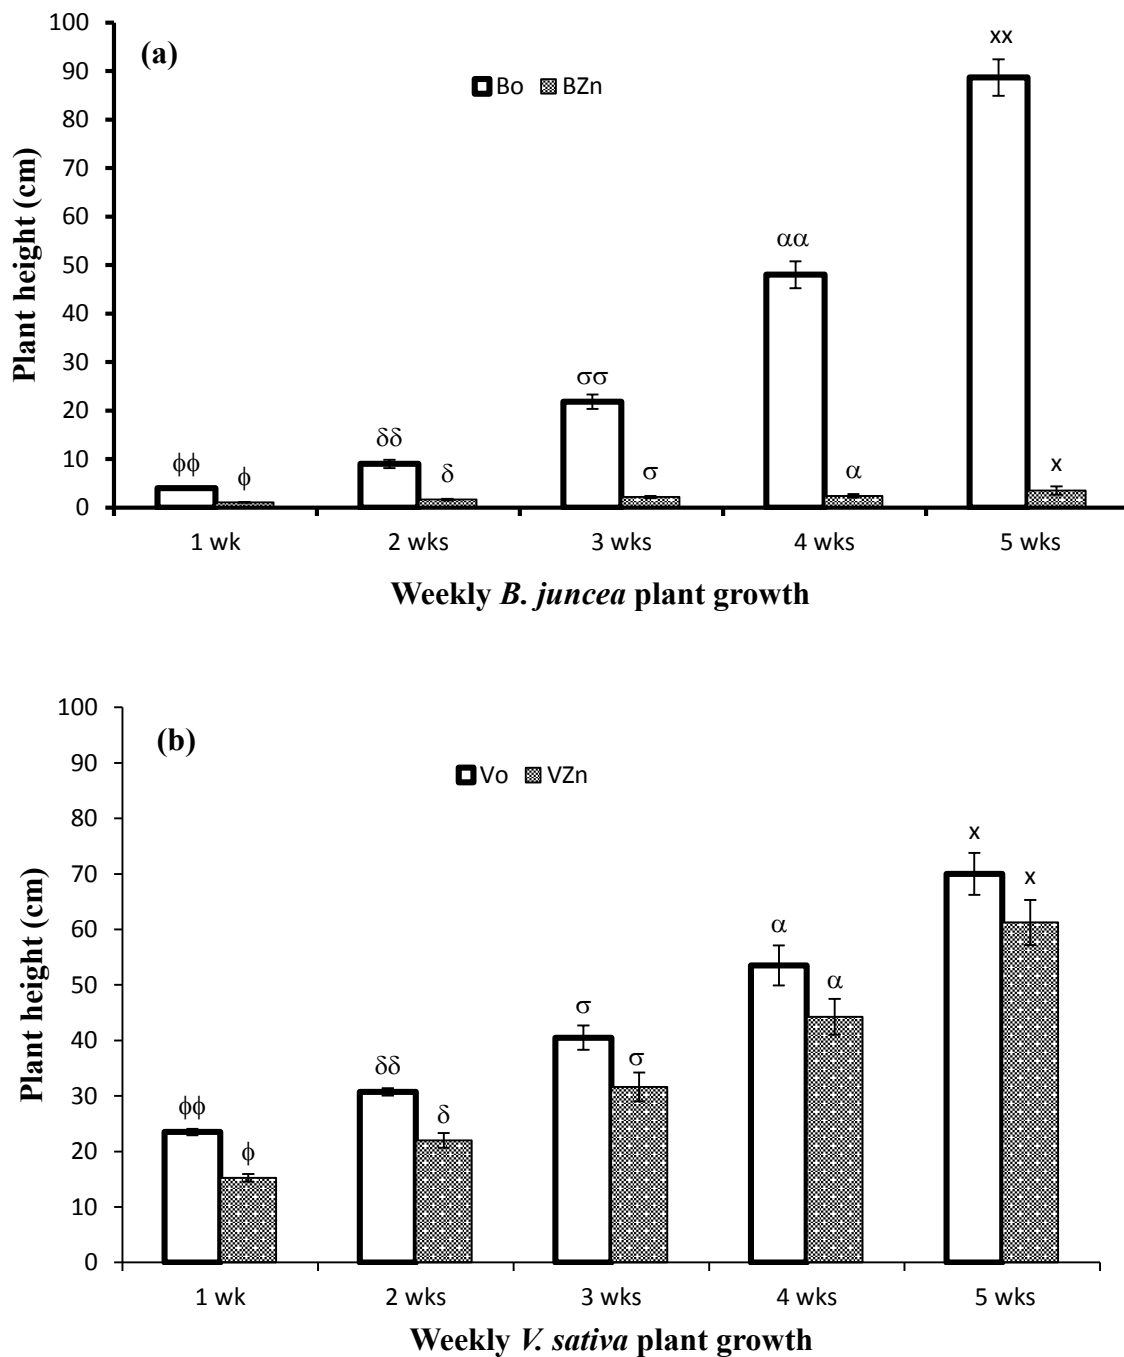 100
(a)
xx
90
Bo BZn
80
70
60
αα
50
40
30
σσ
20
δδ
ϕϕ ϕ δ σ α x
10
0
1 wk 2 wks 3 wks 4 wks 5 wks
Plant height (cm)
Weekly B. juncea plant growth
100
(b)
90
Vo VZn
80
x
70
x
60
α
50
α
σ
40
σ
δδ
30
ϕϕ
δ
20
ϕ
10
0
1 wk 2 wks 3 wks 4 wks 5 wks
Plant height (cm)
Weekly V. sativa plant growth